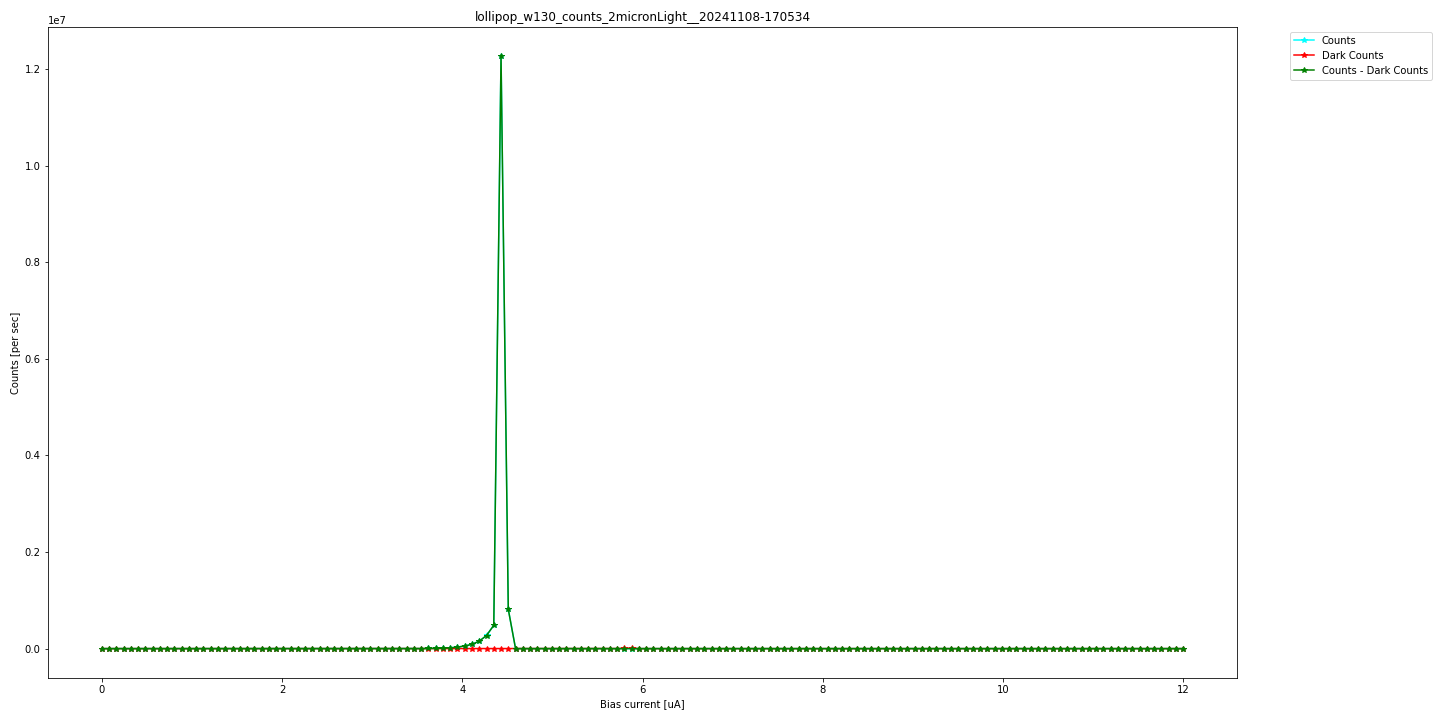 lollipop_w130_counts_2micronLight__20241108-170534
1e7
Counts
Dark Counts
Counts - Dark Counts
1.2
1.0
0.8
0.6
0.4
0.2
0.0
Counts [per sec]
0 2 4 6 8 10 12
Bias current [uA]